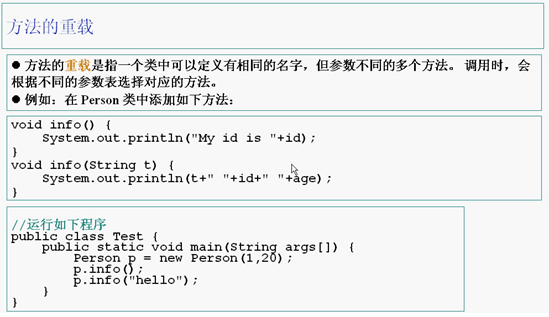 方法的重载
● 方法的重载是指一个类中可以定义有相同的名字，但参数不同的多个方法。 调用时，会
根据不同的参数表选择对应的方法。
● 例如：在 Person 类中添加如下方法：
void info() {
    System.out.println("My id is "+id);
}
void info(String t) {
    System.out.println(t+" "+id+" "+age);
}
//运行如下程序
public class Test {
    public static void main(String args[]) {
        Person p = new Person(1,20);
        p.info();
        p.info("hello");
    }
}